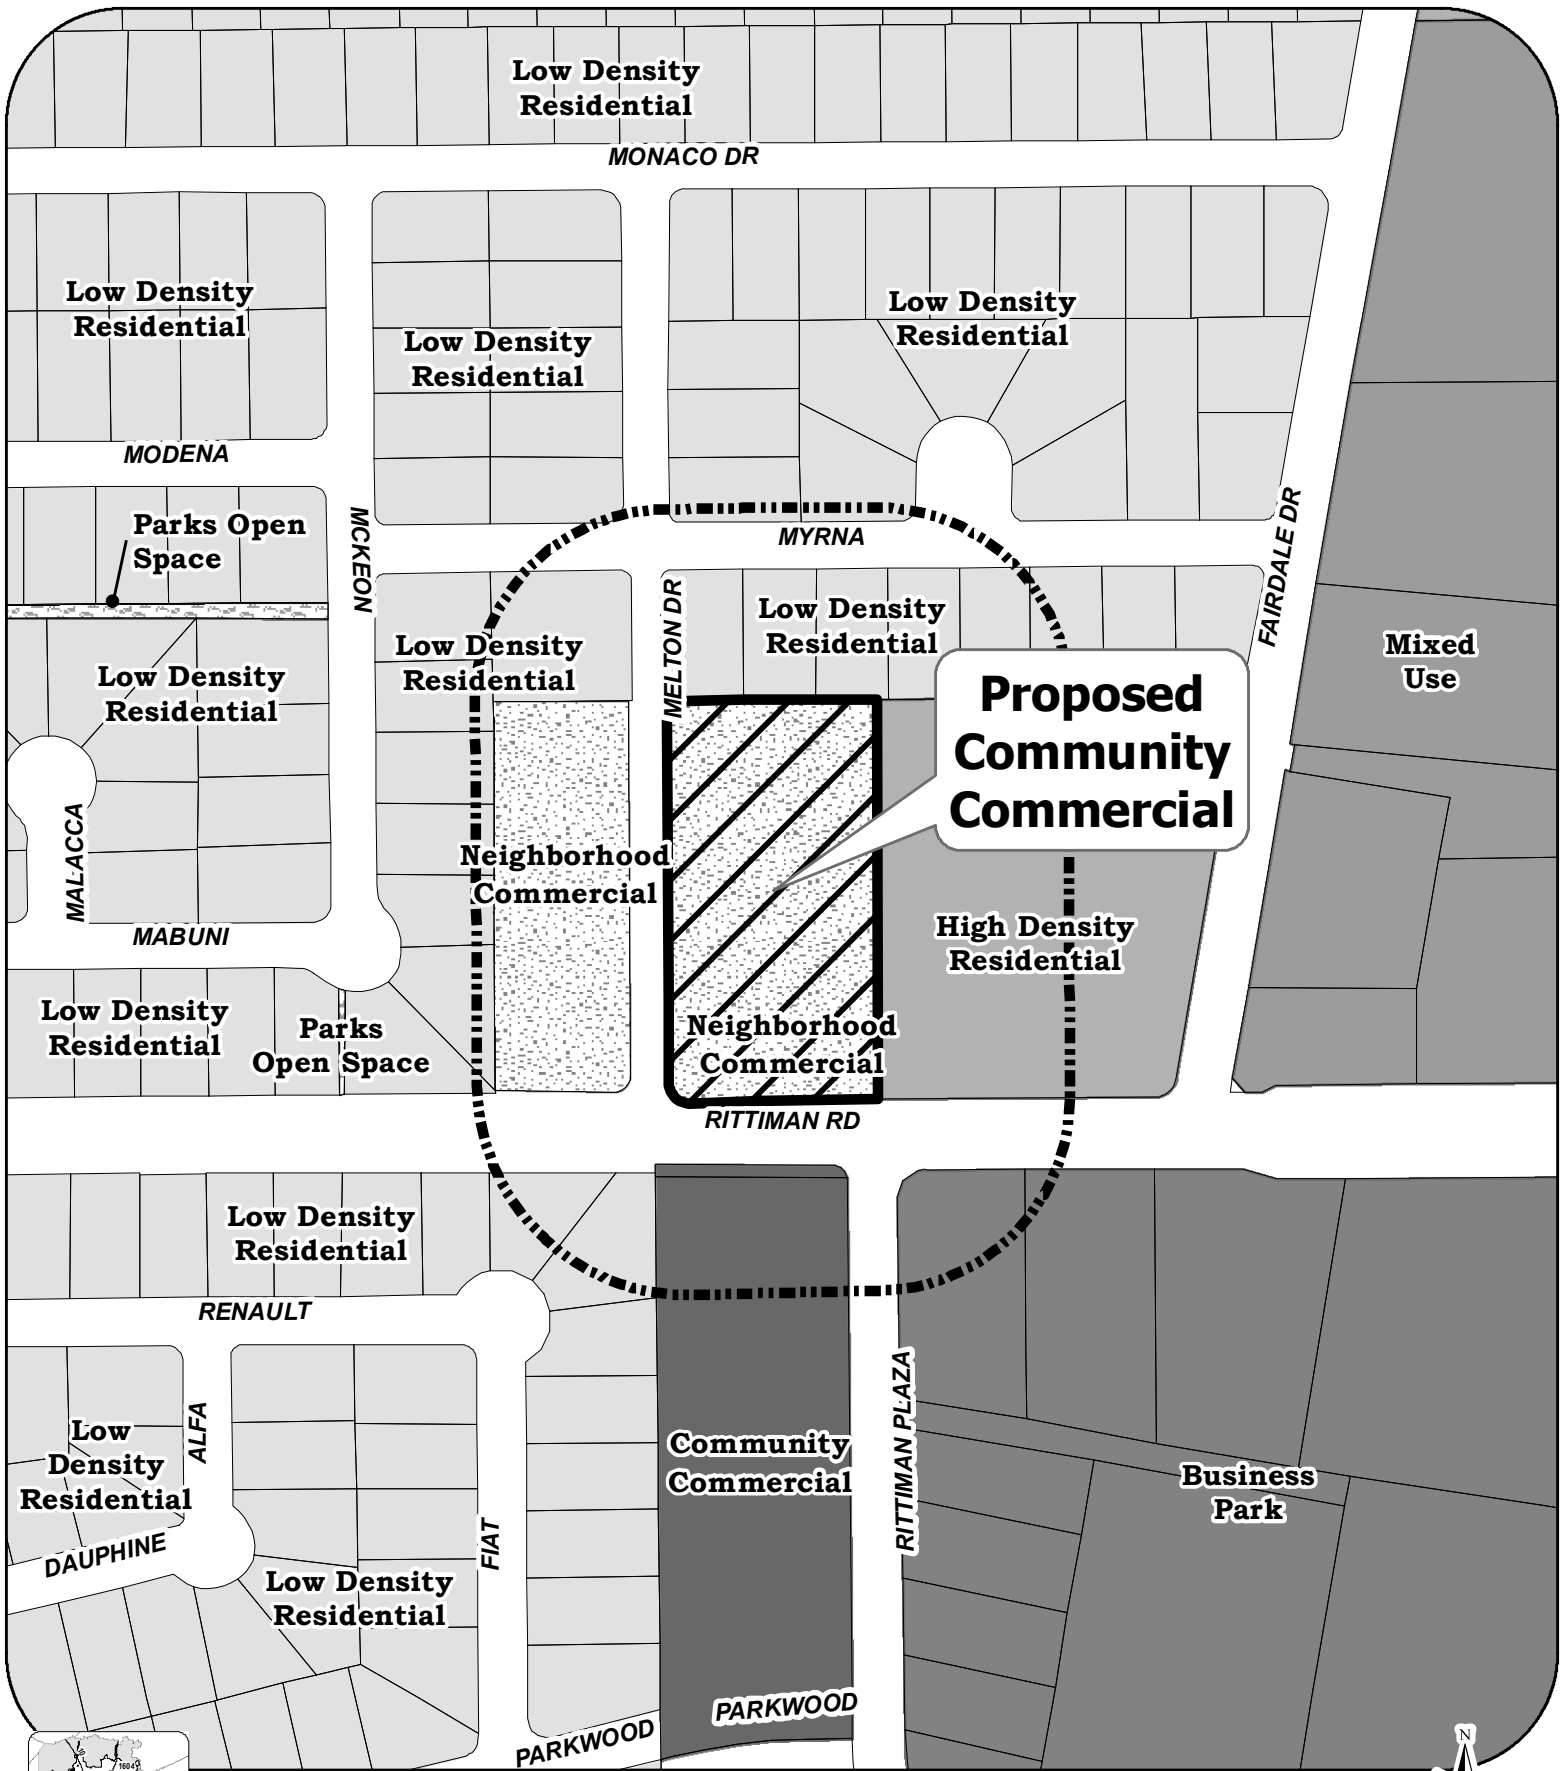 Low Density
Residential
MONACO DR
Low Density
Residential
Low Density
Residential
Low Density
Residential
MODENA
Parks Open
Space
MCKEON
MYRNA
FAIRDALE DR
MELTON DR
Low Density
Residential
Low Density
Residential
Mixed
Use
Low Density
Residential
Proposed
Community
Commercial
MALACCA
Neighborhood
Commercial
High Density
Residential
MABUNI
Low Density
Residential
Parks
Open Space
Neighborhood
Commercial
RITTIMAN RD
Low Density
Residential
RENAULT
ALFA
RITTIMAN PLAZA
Low
Density
Residential
Community
Commercial
Business
Park
DAUPHINE
FIAT
Low Density
Residential
PARKWOOD
PARKWOOD
N
1604